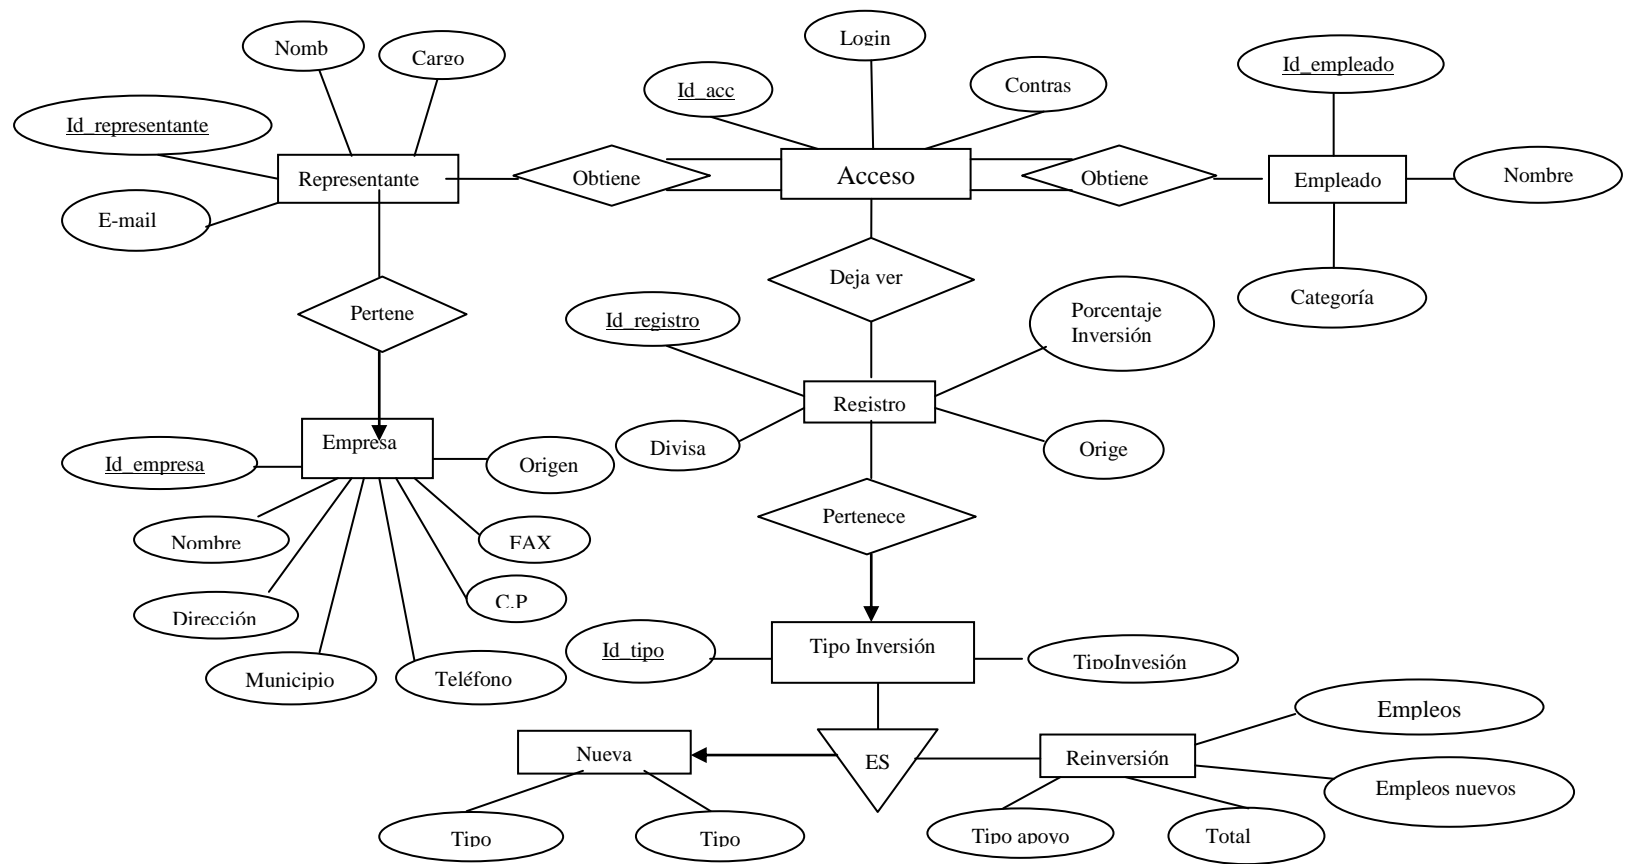 Login
Nomb
Cargo
Id_empleado
Id_acc
Contras
Id_representante
Representante
Obtiene
Acceso
Obtiene
Empleado
Nombre
E-mail
Deja ver
Categoría
Pertene
Id_registro
Porcentaje
Inversión
Registro
Empresa
Divisa
Orige
Id_empresa
Origen
Pertenece
Nombre
FAX
C.P
Dirección
Tipo Inversión
Id_tipo
TipoInvesión
Municipio
Teléfono
Empleos
Nueva
ES
Reinversión
Empleos nuevos
Tipo
Tipo
Tipo apoyo
Total